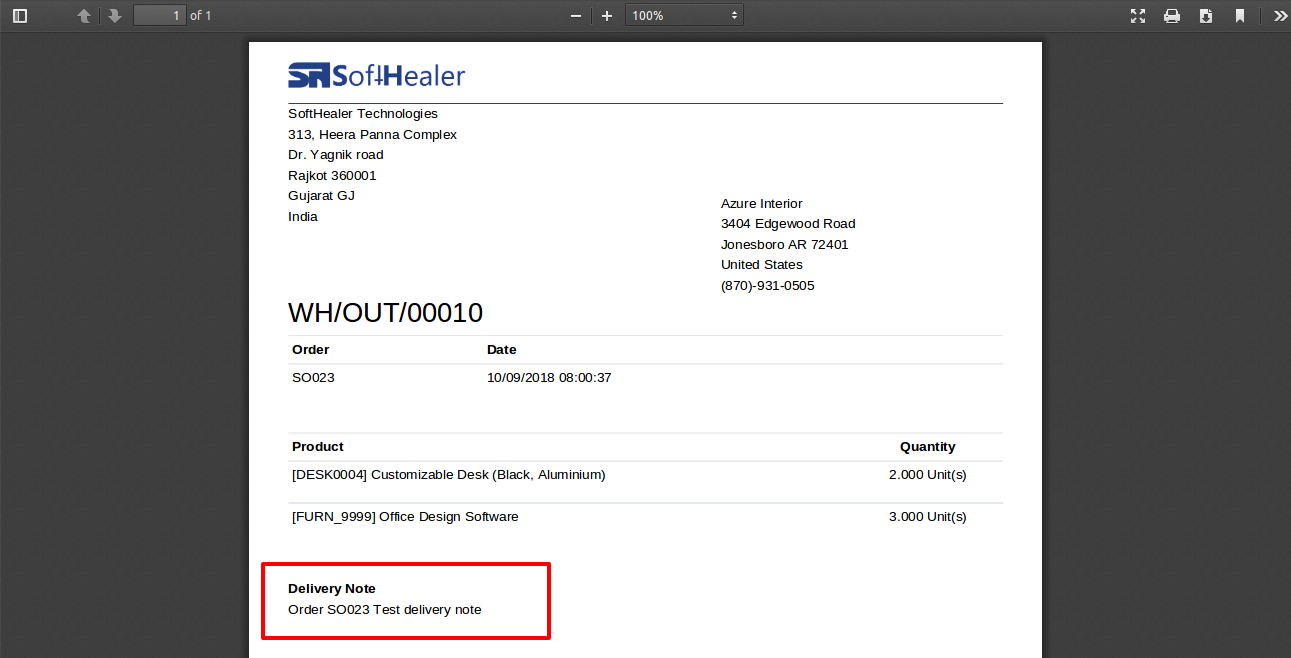 1 of 1
100%
SoftHealer
SoftHealer Technologies
313, Heera Panna Complex
Dr. Yagnik road
Rajkot 360001
Gujarat GJ
India
Azure Interior
3404 Edgewood Road
Jonesboro AR 72401
United States
(870)-931-0505
WH/OUT/00010
Order Date
SO023 10/09/2018 08:00:37
Product Quantity
[DESK0004] Customizable Desk (Black, Aluminium) 2.000 Unit(s)
[FURN_9999] Office Design Software 3.000 Unit(s)
Delivery Note
Order SO023 Test delivery note